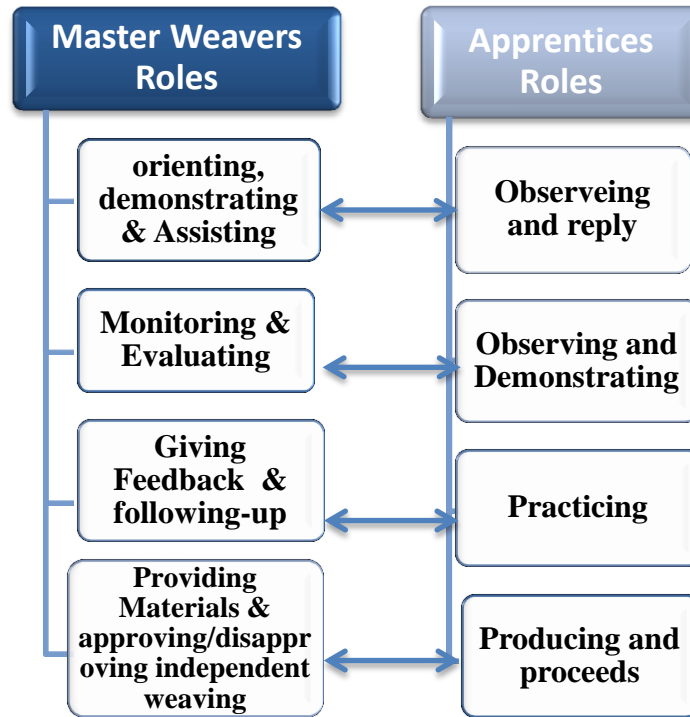 Master Weavers
Roles
orienting,
demonstrating
& Assisting
Monitoring &
Evaluating
Giving
Feedback &
following-up
Providing
Materials &
approving/disappr
oving independent
weaving
Apprentices
Roles
Observeing
and reply
Observing and
Demonstrating
Practicing
Producing and
proceeds